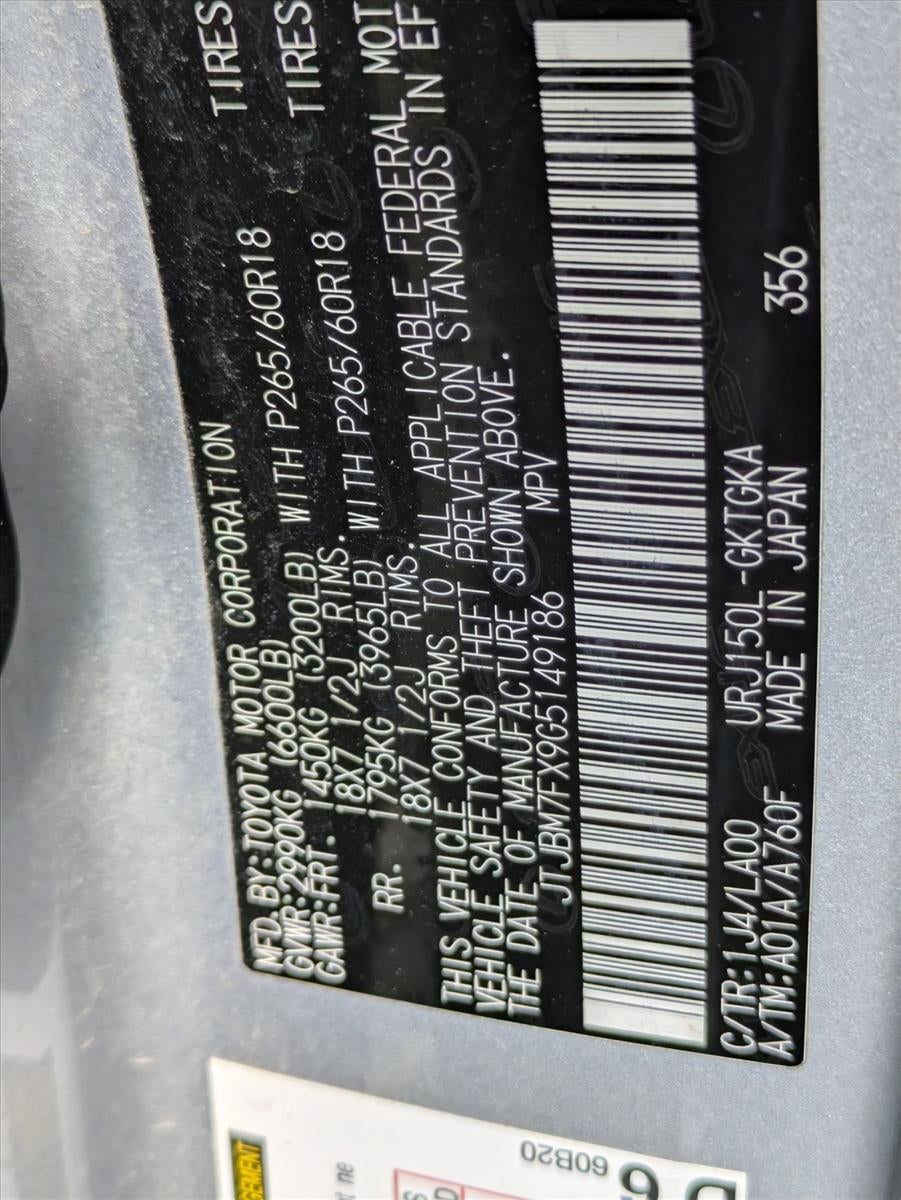 MFD.BY:TOYOTA MOTOR CORPORATION
GVWR:2990KG (6600LB)
GAWR:FRT. 1450KG (3200LB) WITH P265/60R18 TIRES
18X7 1/2J RIMS.
RR. 1795KG (3965LB) WITH P265/60R18 TIRES
18X7 1/2J RIMS.
THIS VEHICLE CONFORMS TO ALL APPLICABLE FEDERAL MOT
VEHICLE SAFETY AND THEFT PREVENTION STANDARDS IN EF
THE DATE OF MANUFACTURE SHOWN ABOVE.
JTJBM7FX9G5149186 MPV
C/TR:1J4/LA00 URJ150L-GKTGKA 356
A/TM:A01A/A760F MADE IN JAPAN
GEMENT
60B20